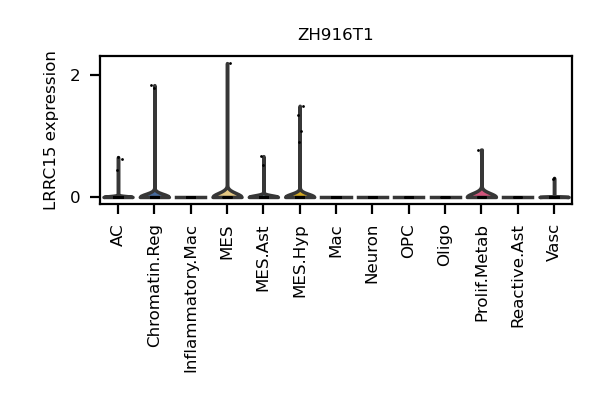 ZH916T1
LRRC15 expression
2
0
AC
Chromatin.Reg
Inflammatory.Mac
MES
MES.Ast
MES.Hyp
Mac
Neuron
OPC
Oligo
Prolif.Metab
Reactive.Ast
Vasc